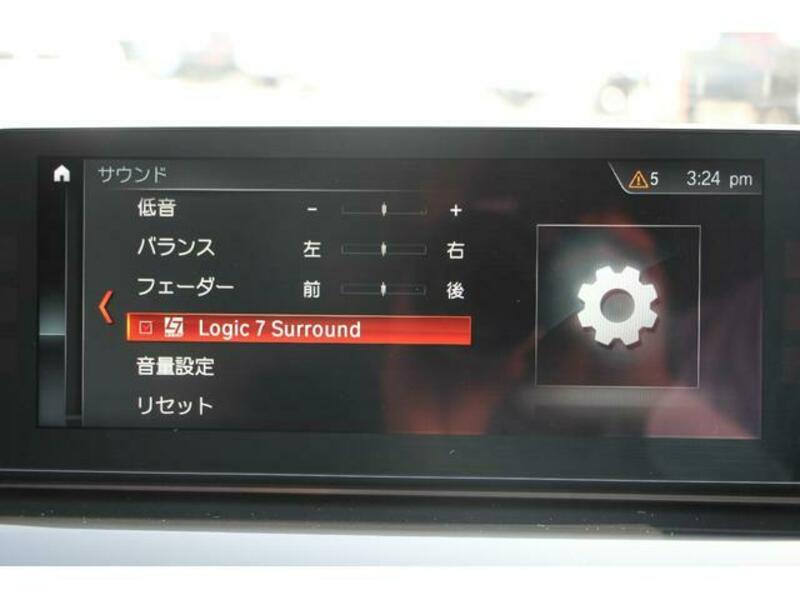 サウンド
5 3:24 pm
低音 - +
バランス 左 右
フェーダー 前 後
Logic 7 Surround
音量設定
リセット